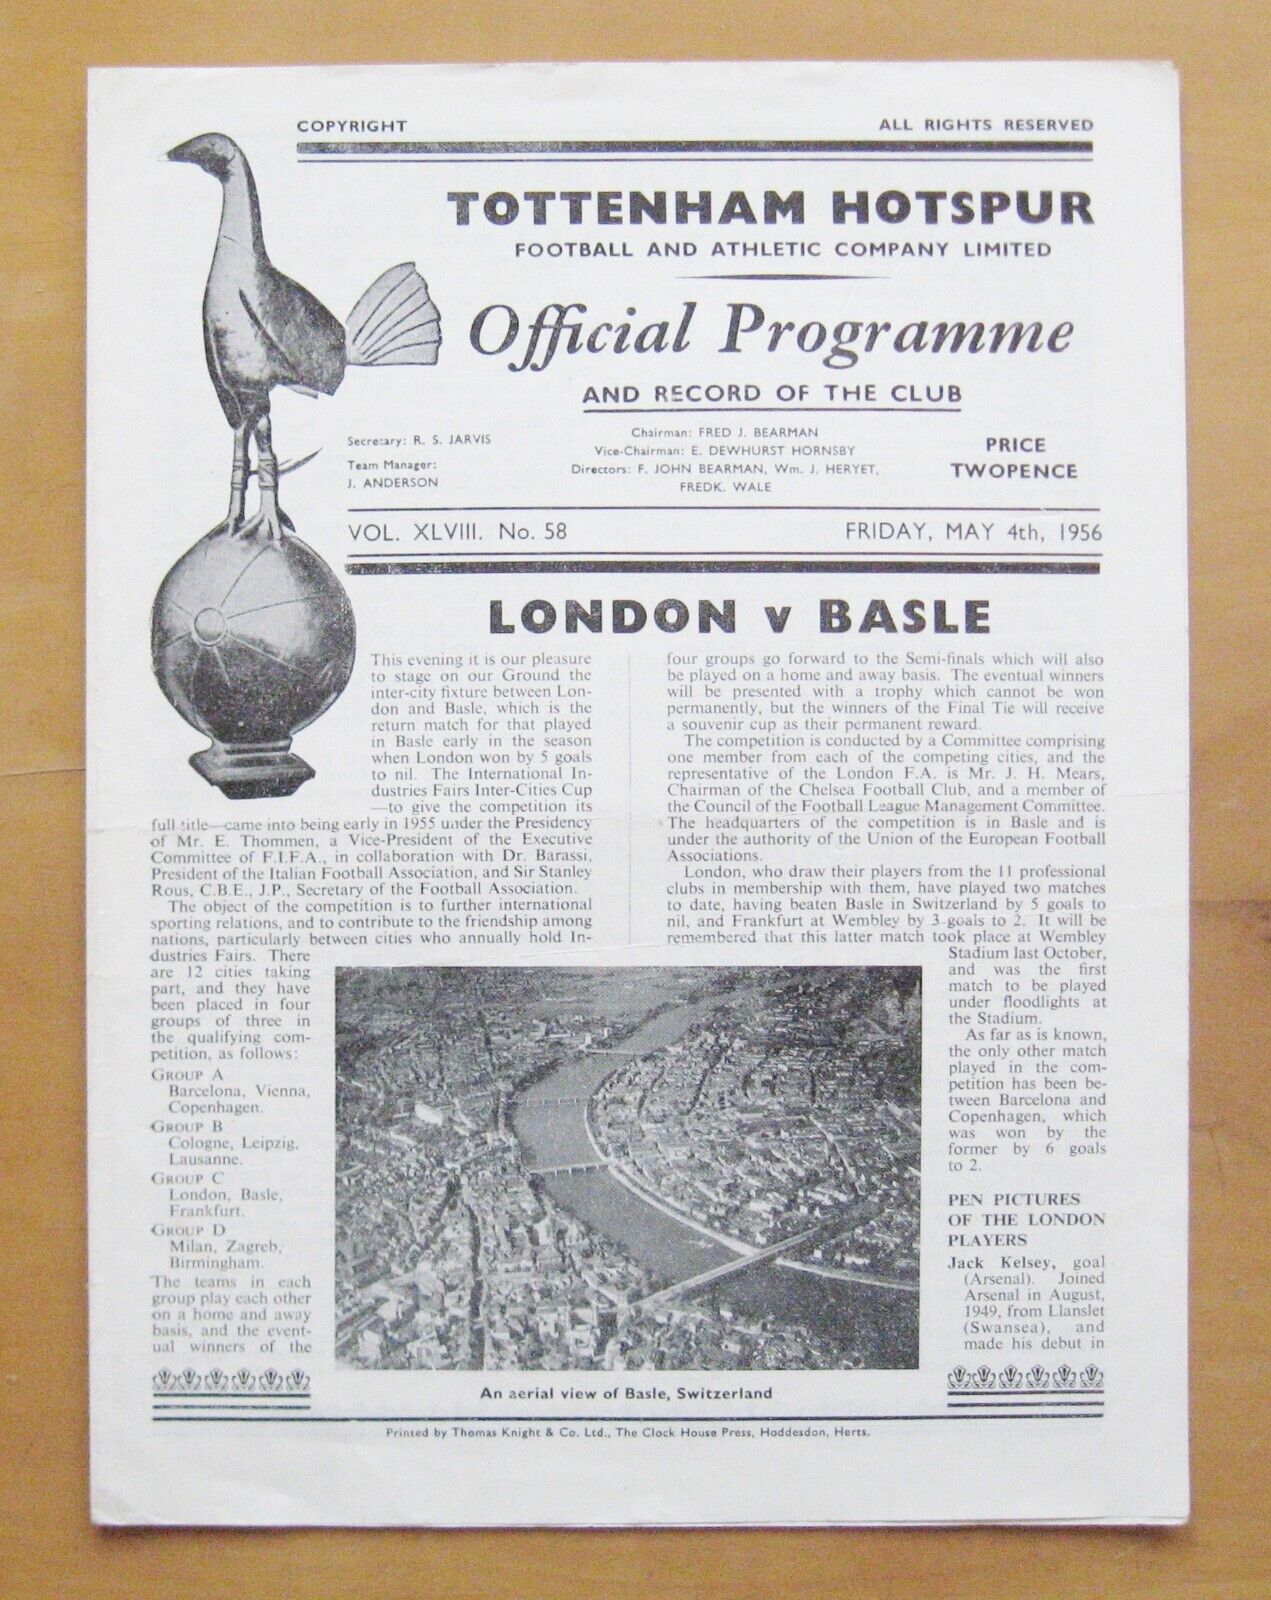 COPYRIGHT
ALL RIGHTS RESERVED
TOTTENHAM HOTSPUR
FOOTBALL AND ATHLETIC COMPANY LIMITED
Official Programme
AND RECORD OF THE CLUB
Secretary: R. S. JARVIS
Team Manager:
J. ANDERSON
Chairman: FRED J. BEARMAN
Vice-Chairman: E. DEWHURST HORNSBY
Directors: F. JOHN BEARMAN, Wm. J. HERYET,
FREDK. WALE
PRICE
TWOPENCE
VOL. XLVIII. No. 58
FRIDAY, MAY 4th, 1956
LONDON v BASLE
This evening it is our pleasure
to stage on our Ground the
inter-city fixture between Lon-
don and Basle, which is the
return match for that played
in Basle early in the season
when London won by 5 goals
to nil. The International In-
dustries Fairs Inter-Cities Cup
—to give the competition its
full title—came into being early in 1955 under the Presidency
of Mr. E. Thommen, a Vice-President of the Executive
Committee of F.I.F.A., in collaboration with Dr. Barassi,
President of the Italian Football Association, and Sir Stanley
Rous, C.B.E., J.P., Secretary of the Football Association.
The object of the competition is to further international
sporting relations, and to contribute to the friendship among
nations, particularly between cities who annually hold In-
dustries Fairs. There
are 12 cities taking
part, and they have
been placed in four
groups of three in
the qualifying com-
petition, as follows:
GROUP A
Barcelona, Vienna,
Copenhagen.
GROUP B
Cologne, Leipzig,
Lausanne.
GROUP C
London, Basle,
Frankfurt.
GROUP D
Milan, Zagreb,
Birmingham.
The teams in each
group play each other
on a home and away
basis, and the event-
ual winners of the
four groups go forward to the Semi-finals which will also
be played on a home and away basis. The eventual winners
will be presented with a trophy which cannot be won
permanently, but the winners of the Final Tie will receive
a souvenir cup as their permanent reward.
The competition is conducted by a Committee comprising
one member from each of the competing cities, and the
representative of the London F.A. is Mr. J. H. Mears,
Chairman of the Chelsea Football Club, and a member of
the Council of the Football League Management Committee.
The headquarters of the competition is in Basle and is
under the authority of the Union of the European Football
Associations.
London, who draw their players from the 11 professional
clubs in membership with them, have played two matches
to date, having beaten Basle in Switzerland by 5 goals to
nil, and Frankfurt at Wembley by 3 goals to 2. It will be
remembered that this latter match took place at Wembley
Stadium last October,
and was the first
match to be played
under floodlights at
the Stadium.
As far as is known,
the only other match
played in the com-
petition has been be-
tween Barcelona and
Copenhagen, which
was won by the
former by 6 goals
to 2.
PEN PICTURES
OF THE LONDON
PLAYERS
Jack Kelsey, goal
(Arsenal). Joined
Arsenal in August,
1949, from Llanslet
(Swansea), and
made his debut in
An aerial view of Basle, Switzerland
Printed by Thomas Knight & Co. Ltd., The Clock House Press, Hoddesdon, Herts.